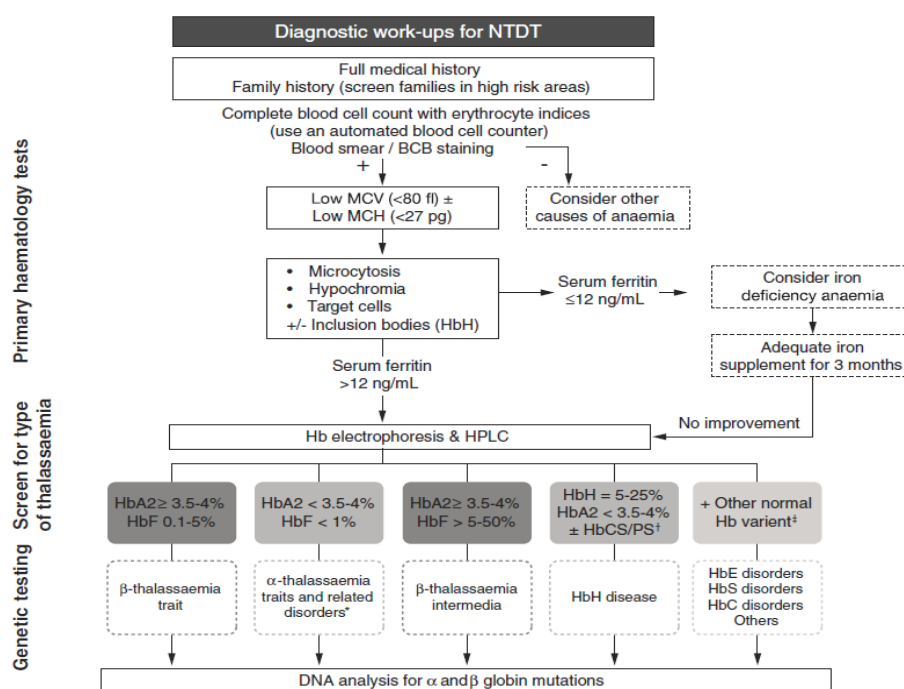 Diagnostic work-ups for NTDT
Full medical history
Family history (screen families in high risk areas)
Complete blood cell count with erythrocyte indices
(use an automated blood cell counter)
Blood smear / BCB staining
+
-
Primary haematology tests
Low MCV (<80 fl) ±
Low MCH (<27 pg)
Consider other
causes of anaemia
• Microcytosis
• Hypochromia
• Target cells
+/- Inclusion bodies (HbH)
Serum ferritin
≤12 ng/mL
Consider iron
deficiency anaemia
Adequate iron
supplement for 3 months
Serum ferritin
>12 ng/mL
No improvement
Hb electrophoresis & HPLC
Screen for type
of thalassaemia
HbA2≥ 3.5-4%
HbF 0.1-5%
HbA2 < 3.5-4%
HbF < 1%
HbA2≥ 3.5-4%
HbF > 5-50%
HbH = 5-25%
HbA2 < 3.5-4%
± HbCS/PS†
+ Other normal
Hb varient‡
Genetic testing
β-thalassaemia
trait
α-thalassaemia
traits and related
disorders*
β-thalassaemia
intermedia
HbH disease
HbE disorders
HbS disorders
HbC disorders
Others
DNA analysis for α and β globin mutations